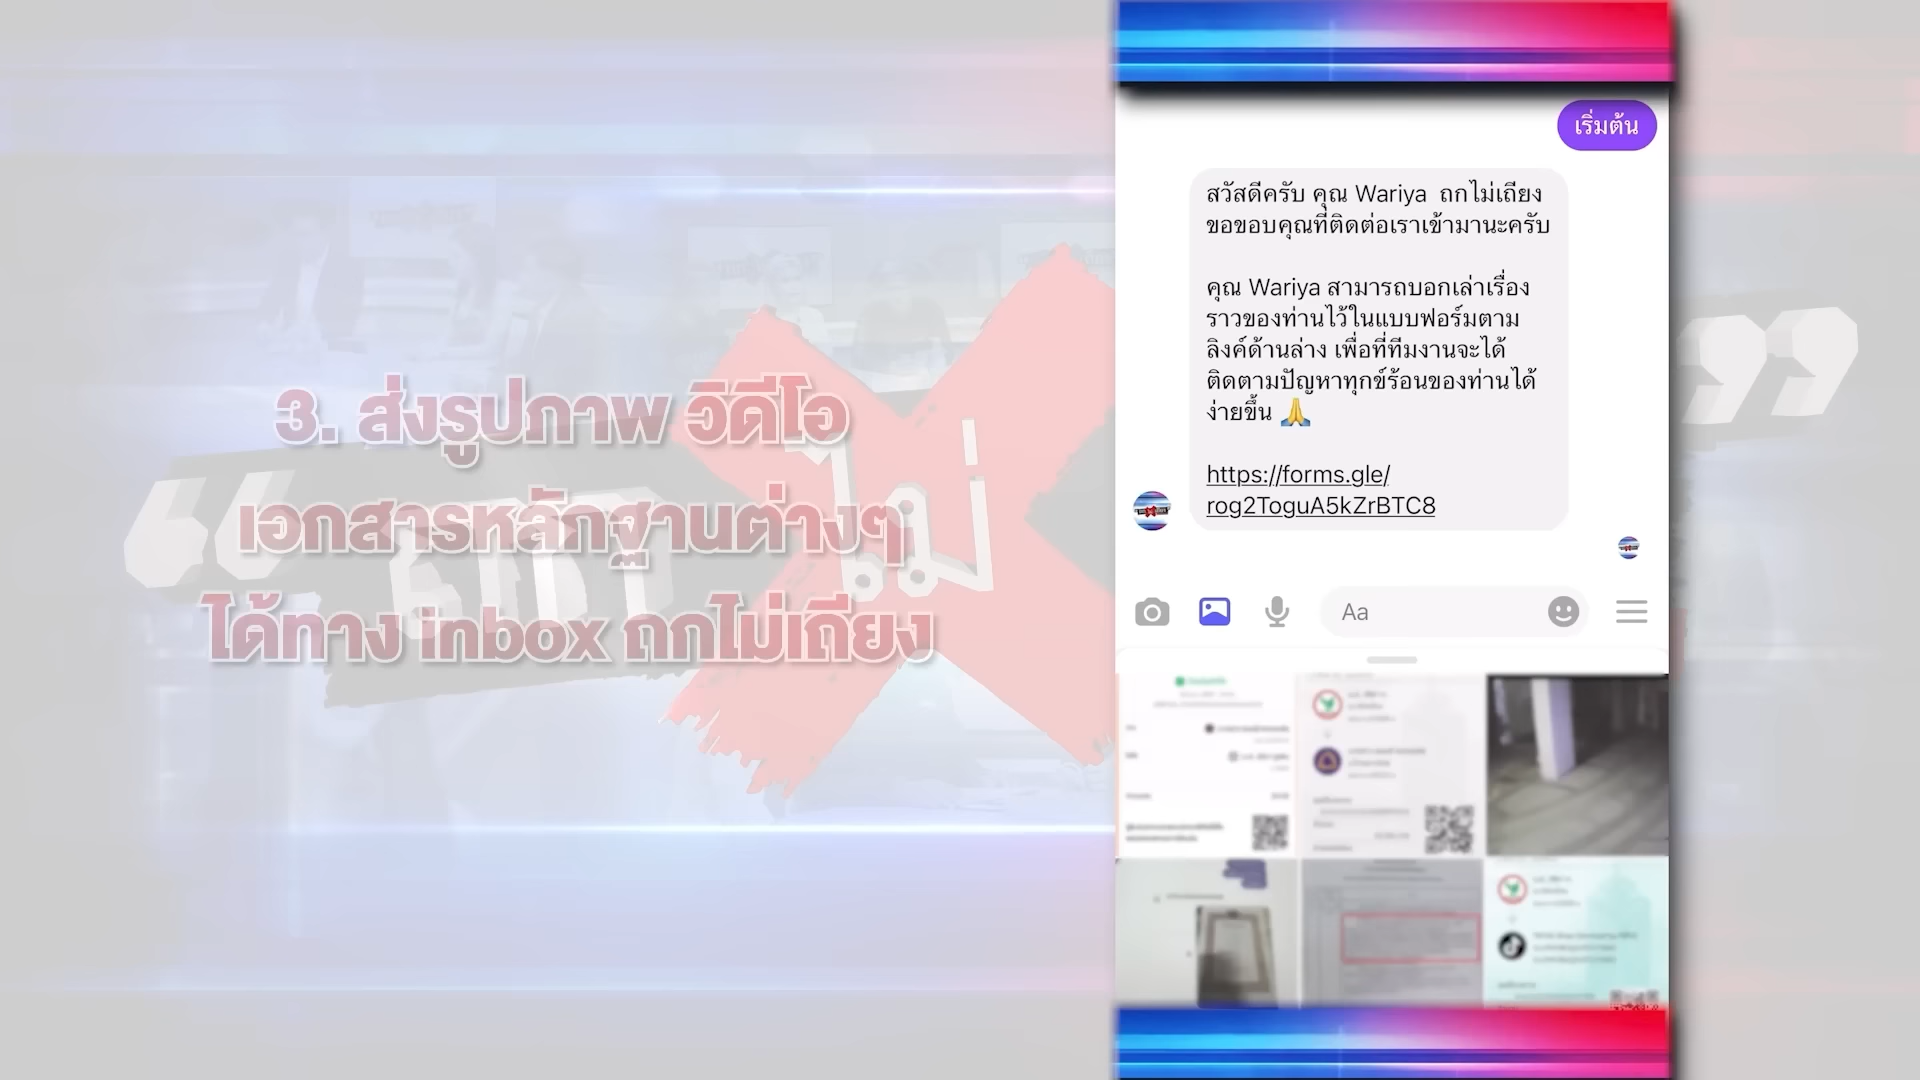 3. ส่งรูปภาพ วิดีโอ
เอกสารหลักฐานต่างๆ
ได้ทาง inbox ถกไม่เถียง
ไม่
เริ่มต้น
สวัสดีครับ คุณ Wariya ถกไม่เถียง
ขอขอบคุณที่ติดต่อเราเข้ามานะครับ
คุณ Wariya สามารถบอกเล่าเรื่อง
ราวของท่านไว้ในแบบฟอร์มตาม
ลิงค์ด้านล่าง เพื่อที่ทีมงานจะได้
ติดตามปัญหาทุกข์ร้อนของท่านได้
ง่ายขึ้น 🙏
https://forms.gle/
rog2ToguA5kZrBTC8
Aa